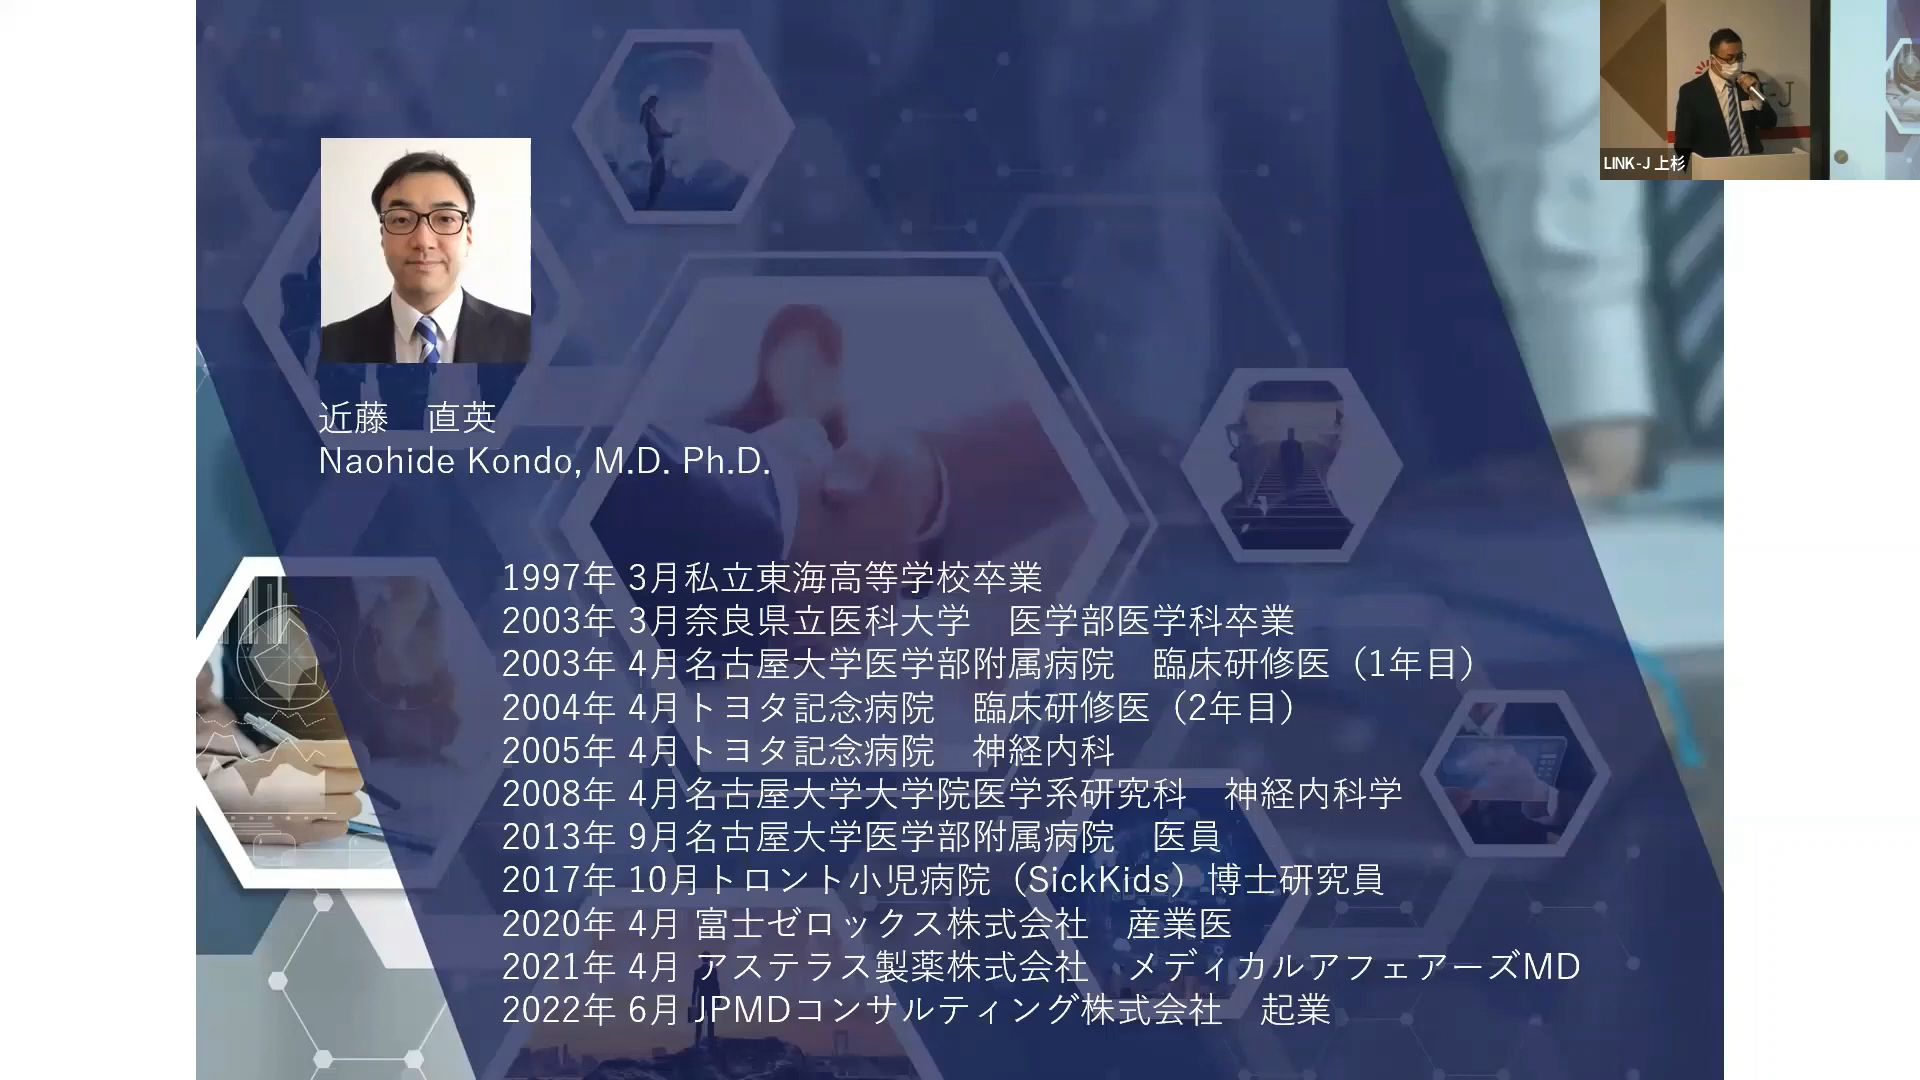 LINK-J 上杉
近藤　直英
Naohide Kondo, M.D. Ph.D.
1997年 3月私立東海高等学校卒業
2003年 3月奈良県立医科大学　医学部医学科卒業
2003年 4月名古屋大学医学部附属病院　臨床研修医（1年目）
2004年 4月トヨタ記念病院　臨床研修医（2年目）
2005年 4月トヨタ記念病院　神経内科
2008年 4月名古屋大学大学院医学系研究科　神経内科学
2013年 9月名古屋大学医学部附属病院　医員
2017年 10月トロント小児病院（SickKids）博士研究員
2020年 4月 富士ゼロックス株式会社　産業医
2021年 4月 アステラス製薬株式会社　メディカルアフェアーズMD
2022年 6月 JPMDコンサルティング株式会社　起業